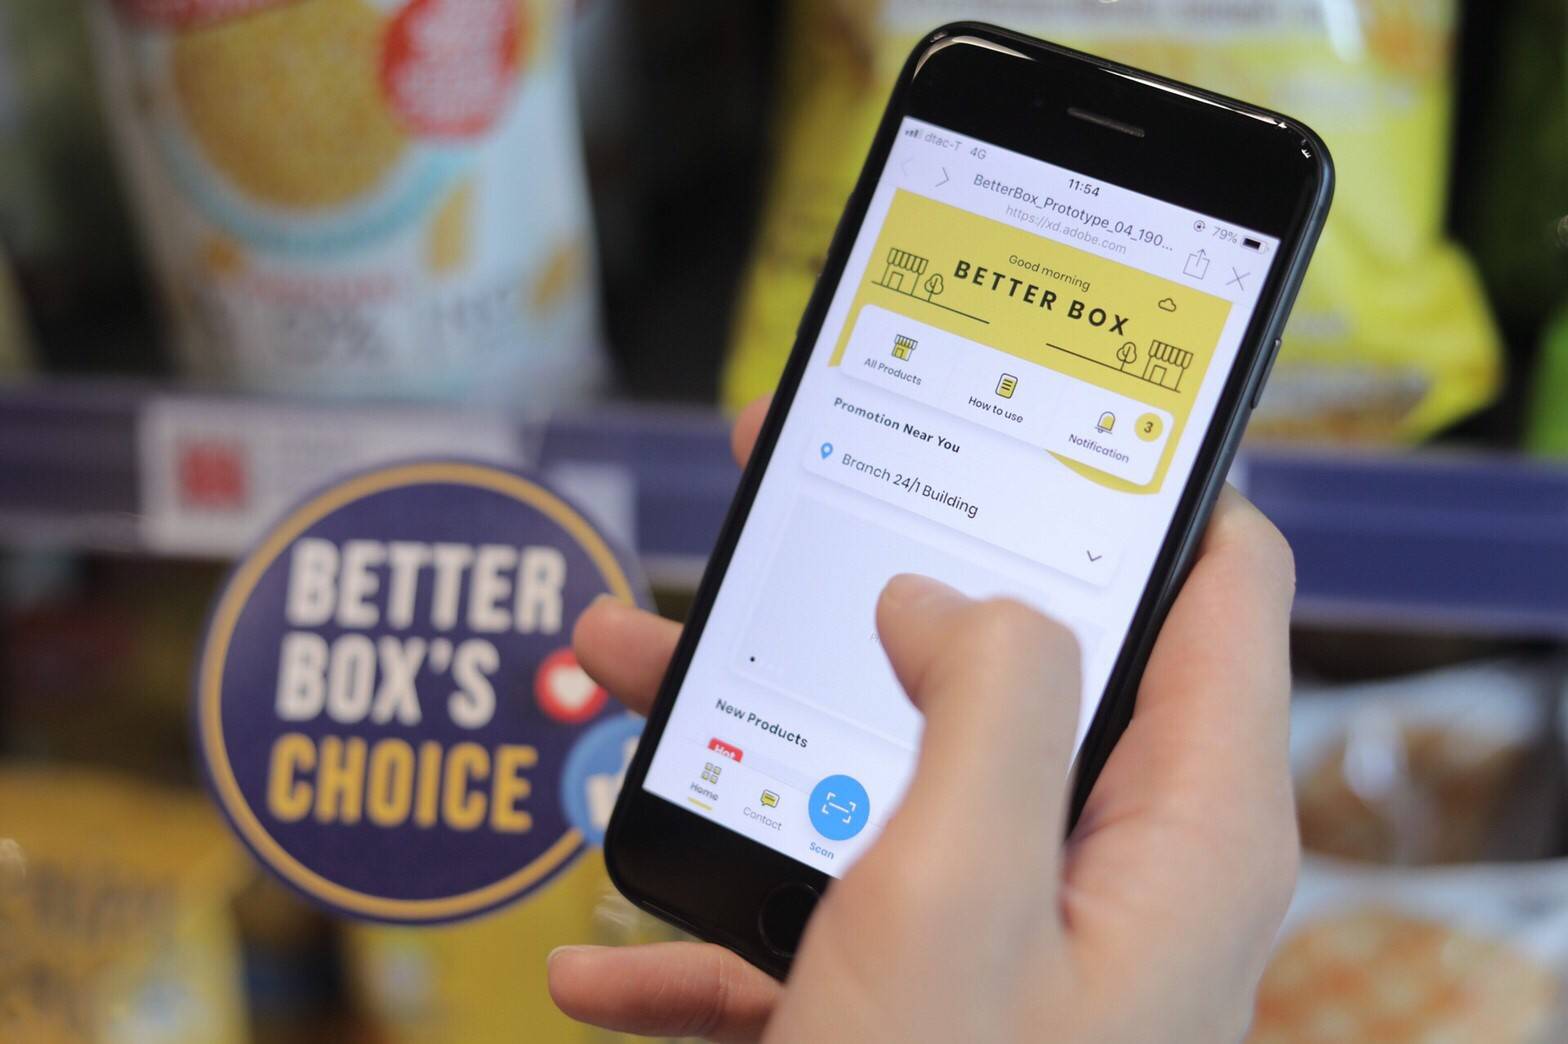 dtac-T 4G
11:54
79%
BetterBox_Prototype_04_190...
https://xd.adobe.com
Good morning
BETTER BOX
All Products
How to use
Notification
3
Promotion Near You
Branch 24/1 Building
New Products
Hot
Home
Contact
Scan
BETTER
BOX'S
CHOICE